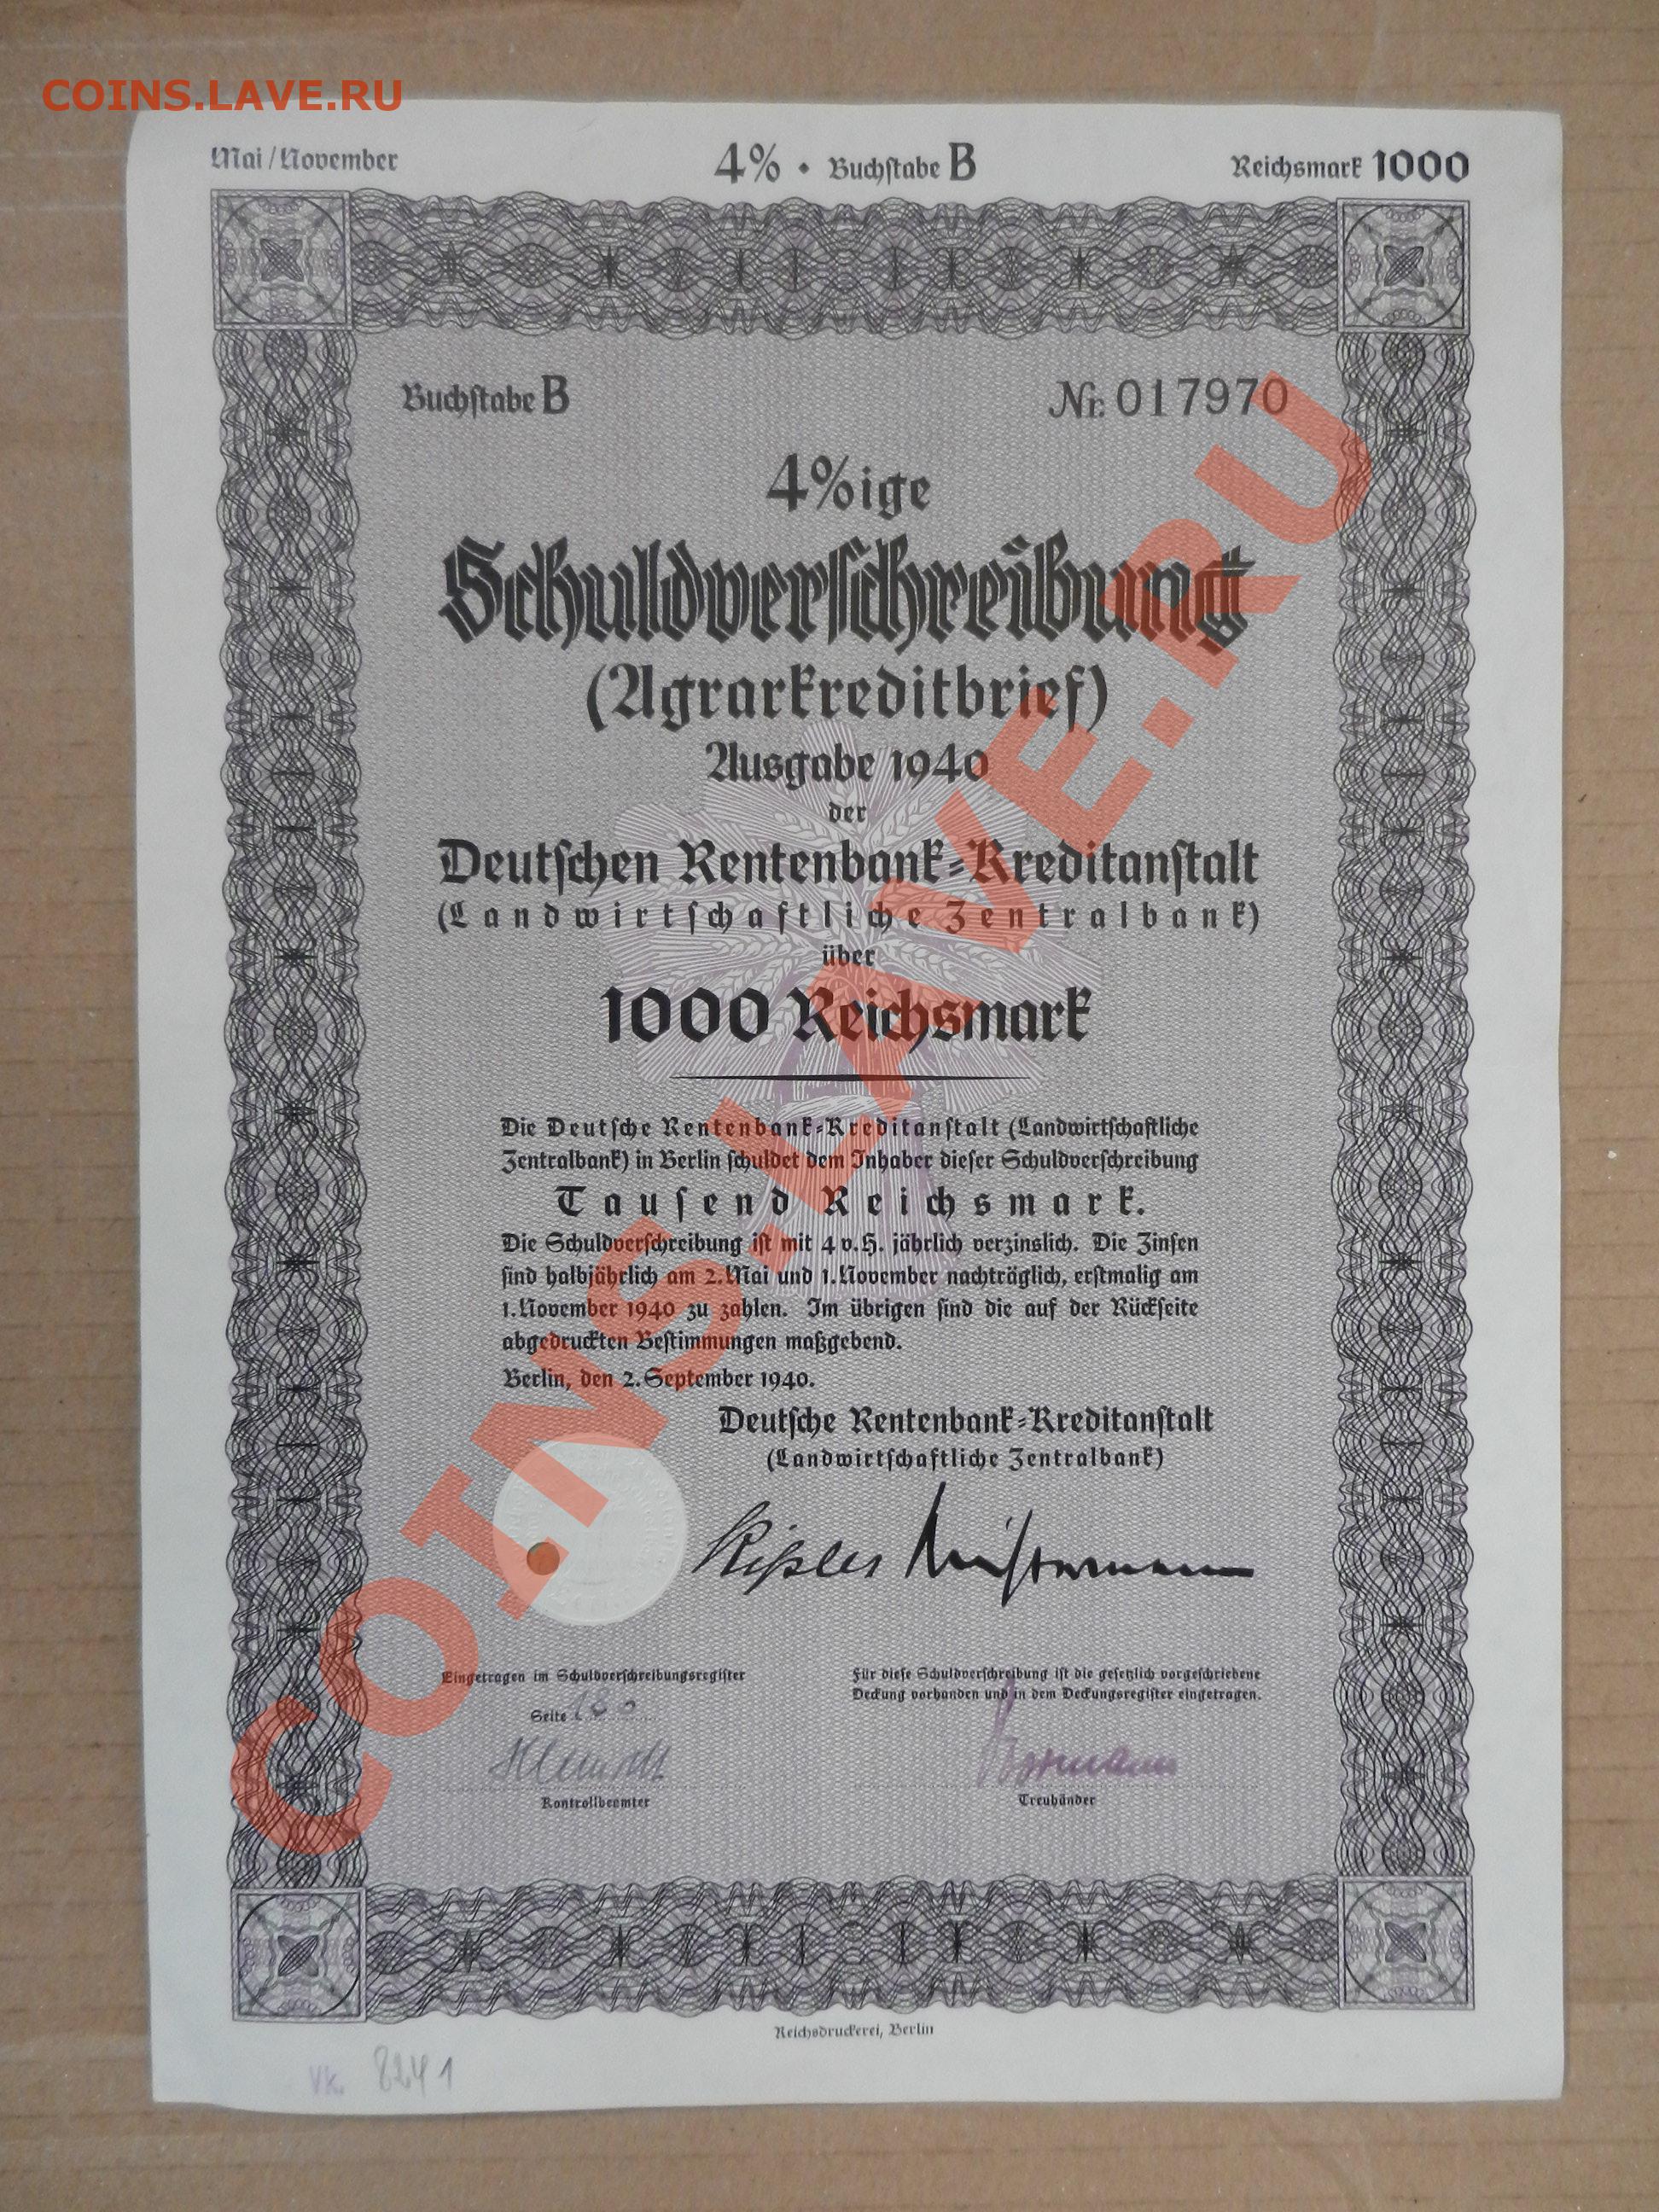 COINS.LAVE.RU
Mai/November 4% • Buchstabe B Reichsmark 1000
Buchstabe B Nr. 017970
4%ige
Schuldverschreibung
(Agrarkreditbrief)
Ausgabe 1940
der
Deutschen Rentenbank-Kreditanstalt
(Landwirtschaftliche Zentralbank)
über
1000 Reichsmark
Die Deutsche Rentenbank-Kreditanstalt (Landwirtschaftliche
Zentralbank) in Berlin schuldet dem Inhaber dieser Schuldverschreibung
Tausend Reichsmark.
Die Schuldverschreibung ist mit 4 v.H. jährlich verzinslich. Die Zinsen
sind halbjährlich am 2. Mai und 1. November nachträglich, erstmalig am
1. November 1940 zu zahlen. Im übrigen sind die auf der Rückseite
abgedruckten Bestimmungen maßgebend.
Berlin, den 2. September 1940.
Deutsche Rentenbank-Kreditanstalt
(Landwirtschaftliche Zentralbank)
Eingetragen im Schuldverschreibungsregister
Seite 180
Kontrollbeamter
Für diese Schuldverschreibung ist die gesetzlich vorgeschriebene
Deckung vorhanden und in dem Deckungsregister eingetragen.
Treuhänder
Reichsdruckerei, Berlin
Vk. 8241
COINS.LAVE.RU